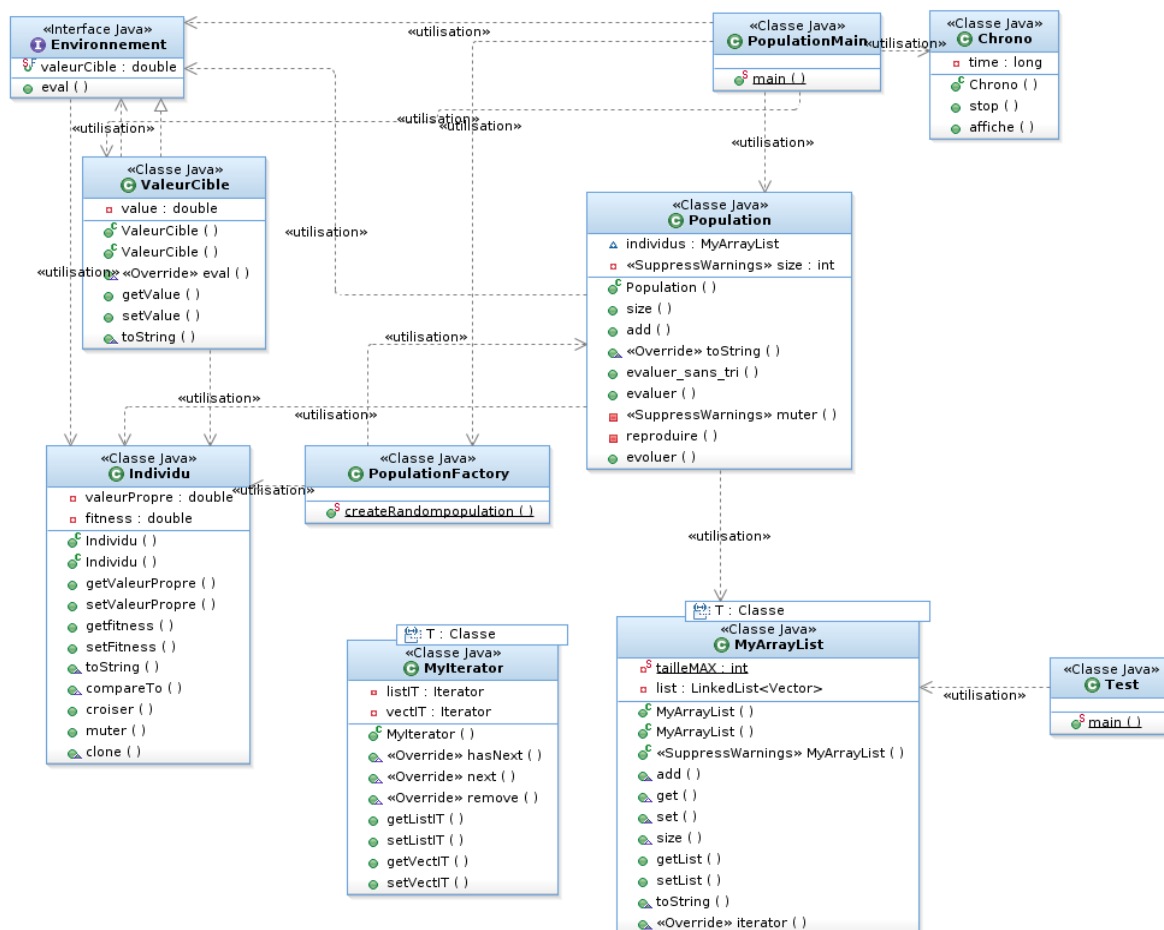 «Interface Java»
Environnement
valeurCible : double
eval ( )
«utilisation»
«Classe Java»
PopulationMain
main ( )
«utilisation»
«Classe Java»
Chrono
time : long
Chrono ( )
stop ( )
affiche ( )
«utilisation»
«utilisation»
«utilisation»
«utilisation»
«Classe Java»
ValeurCible
value : double
ValeurCible ( )
ValeurCible ( )
«Override» eval ( )
getValue ( )
setValue ( )
toString ( )
«utilisation»
«utilisation»
«Classe Java»
Population
individus : MyArrayList
«SuppressWarnings» size : int
Population ( )
size ( )
add ( )
«Override» toString ( )
evaluer_sans_tri ( )
evaluer ( )
«SuppressWarnings» muter ( )
reproduire ( )
evoluer ( )
«utilisation»
«utilisation»
«utilisation»
«Classe Java»
Individu
valeurPropre : double
fitness : double
Individu ( )
Individu ( )
getValeurPropre ( )
setValeurPropre ( )
getfitness ( )
setFitness ( )
toString ( )
compareTo ( )
croiser ( )
muter ( )
clone ( )
«utilisation»
«Classe Java»
PopulationFactory
createRandompopulation ( )
«utilisation»
T : Classe
«Classe Java»
MyIterator
listIT : Iterator
vectIT : Iterator
MyIterator ( )
«Override» hasNext ( )
«Override» next ( )
«Override» remove ( )
getListIT ( )
setListIT ( )
getVectIT ( )
setVectIT ( )
T : Classe
«Classe Java»
MyArrayList
tailleMAX : int
list : LinkedList<Vector>
MyArrayList ( )
MyArrayList ( )
«SuppressWarnings» MyArrayList ( )
add ( )
get ( )
set ( )
size ( )
getList ( )
setList ( )
toString ( )
«Override» iterator ( )
«utilisation»
«Classe Java»
Test
main ( )